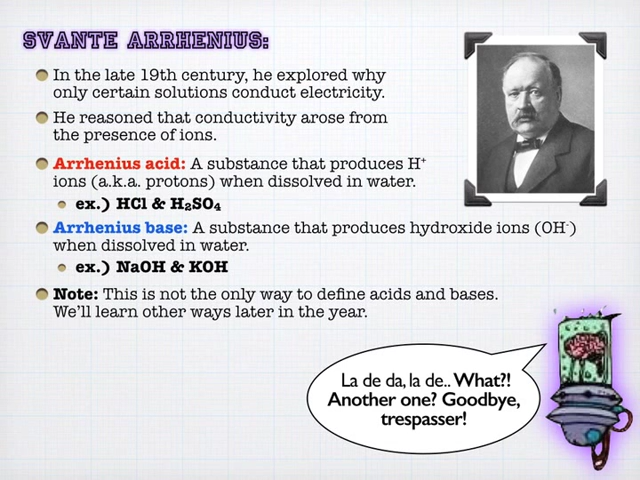 SVANTE ARRHENIUS:
In the late 19th century, he explored why
only certain solutions conduct electricity.
He reasoned that conductivity arose from
the presence of ions.
Arrhenius acid: A substance that produces H⁺
ions (a.k.a. protons) when dissolved in water.
ex.) HCl & H₂SO₄
Arrhenius base: A substance that produces hydroxide ions (OH⁻)
when dissolved in water.
ex.) NaOH & KOH
Note: This is not the only way to define acids and bases.
We'll learn other ways later in the year.
La de da, la de.. What?!
Another one? Goodbye,
trespasser!